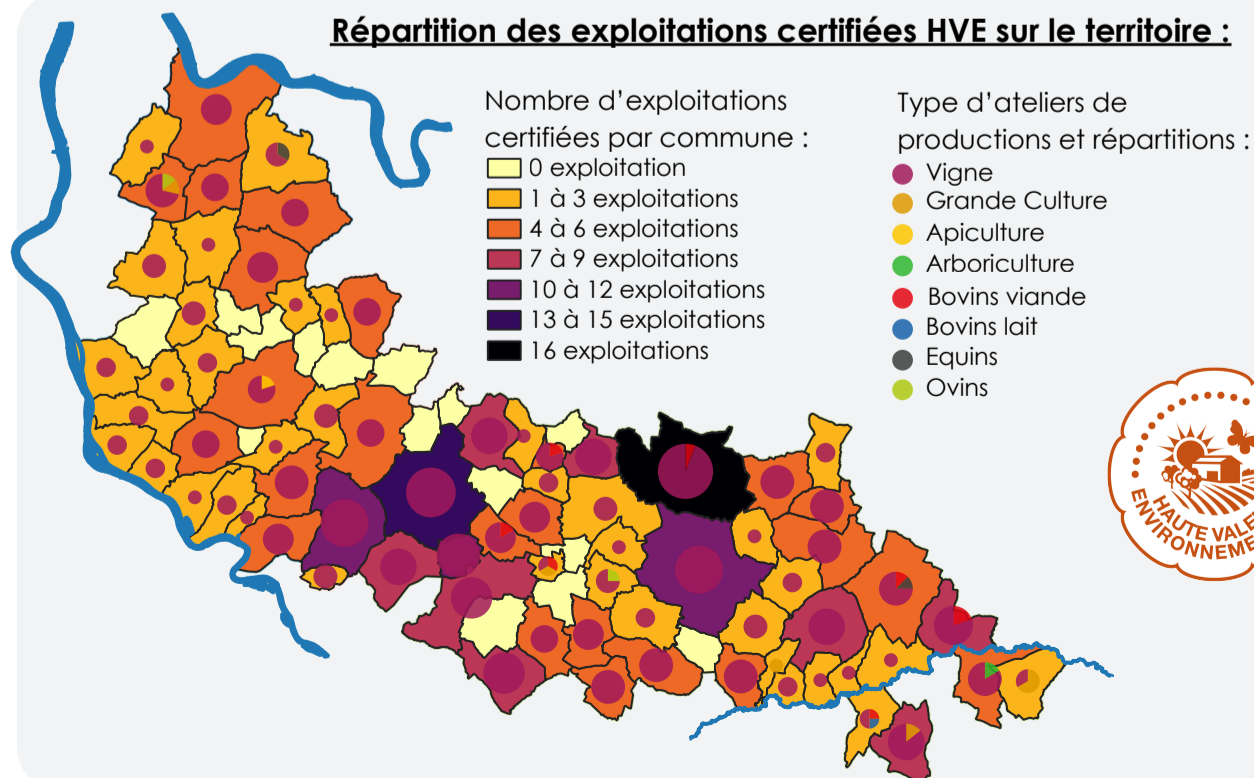 Répartition des exploitations certifiées HVE sur le territoire :
Nombre d’exploitations
certifiées par commune :
0 exploitation
1 à 3 exploitations
4 à 6 exploitations
7 à 9 exploitations
10 à 12 exploitations
13 à 15 exploitations
16 exploitations
Type d’ateliers de
productions et répartitions :
Vigne
Grande Culture
Apiculture
Arboriculture
Bovins viande
Bovins lait
Equins
Ovins
HAUTE